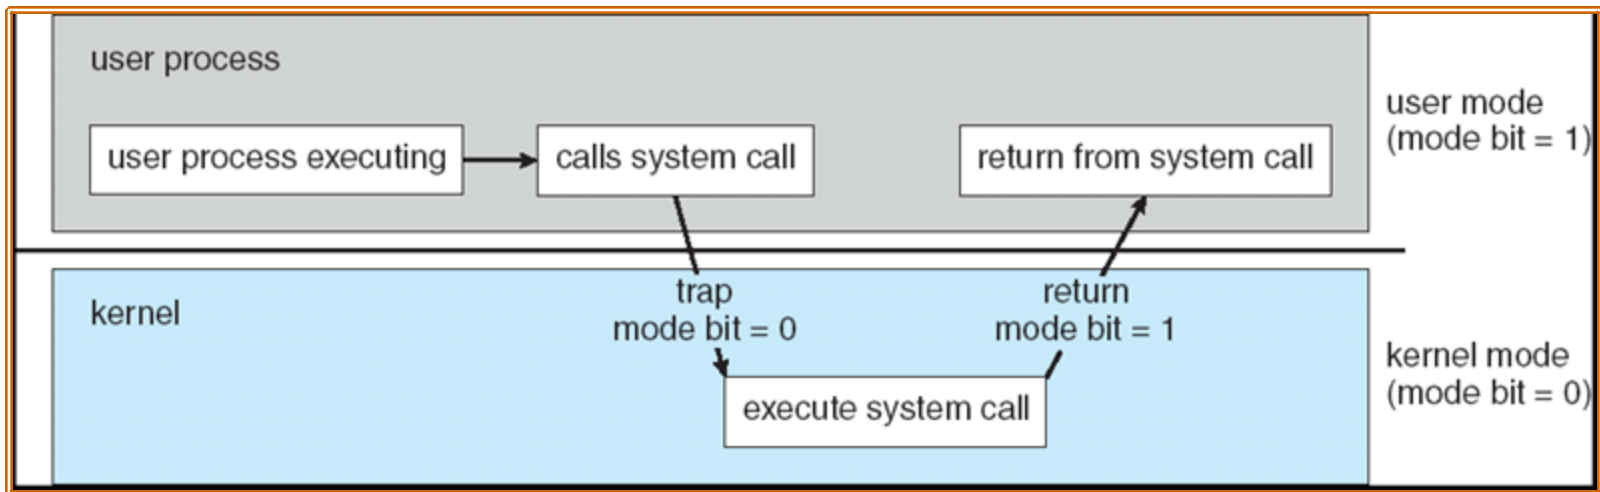 user process
user process executing
calls system call
return from system call
user mode
(mode bit = 1)
kernel
trap
mode bit = 0
return
mode bit = 1
execute system call
kernel mode
(mode bit = 0)